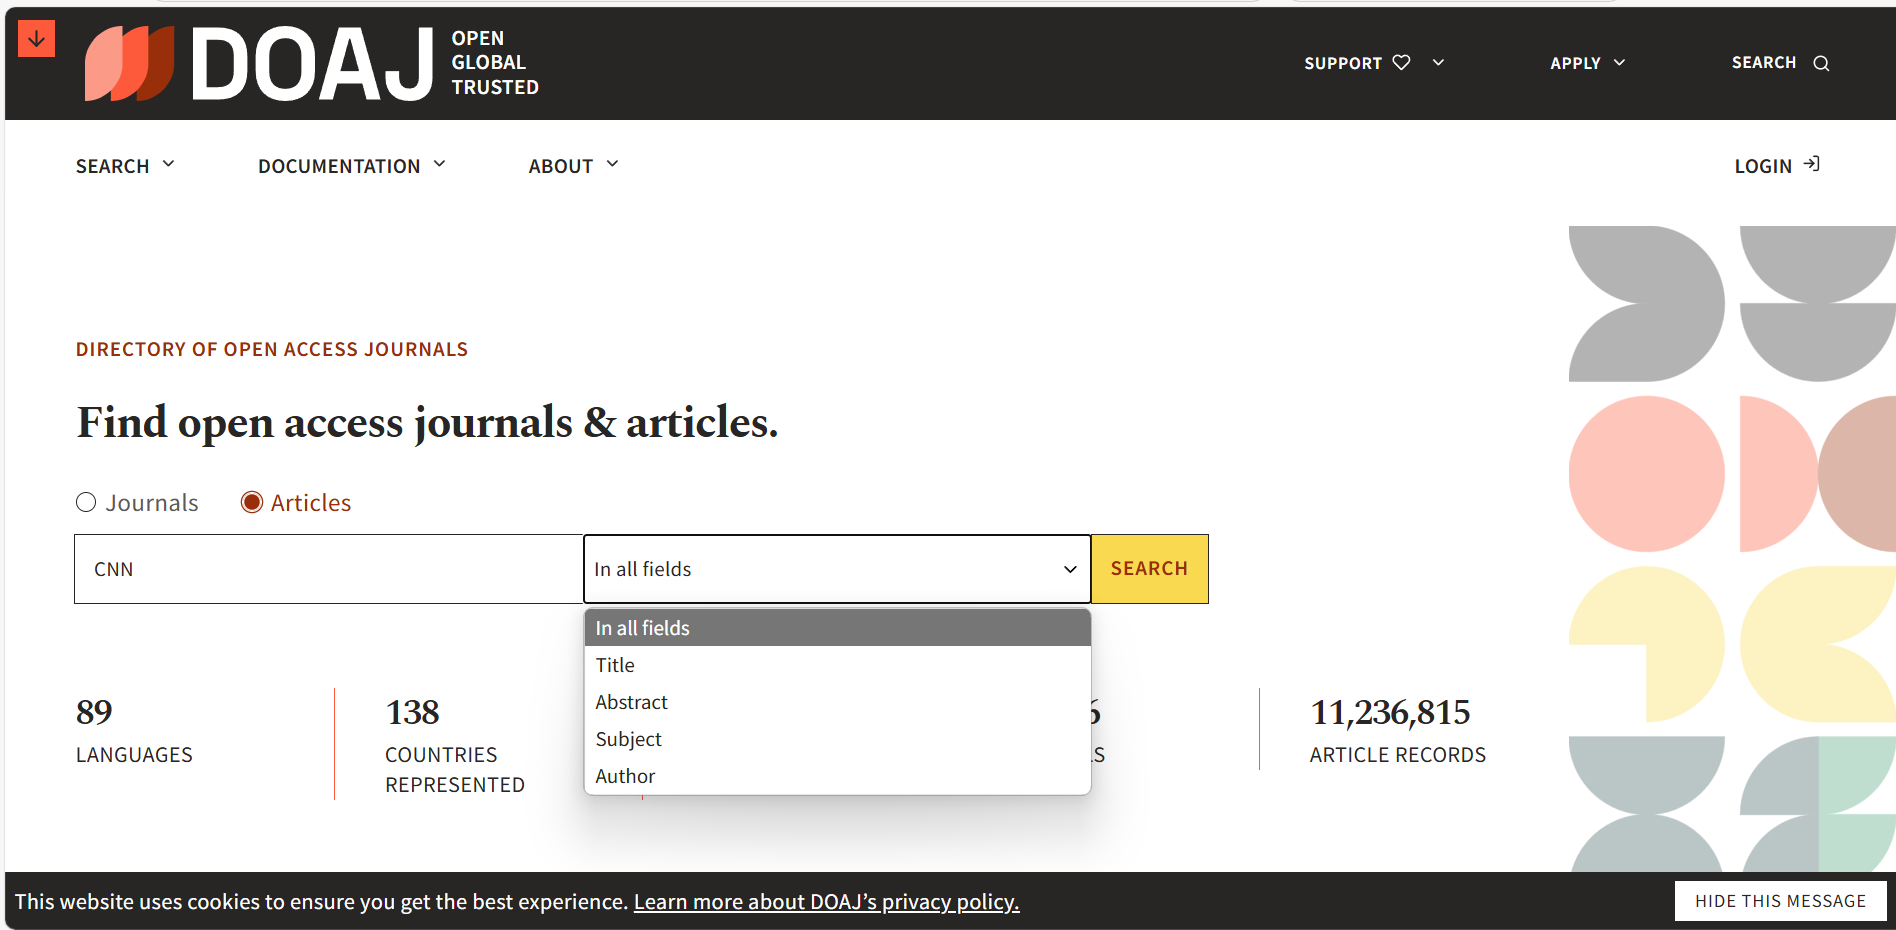 DOAJ
OPEN
GLOBAL
TRUSTED
SUPPORT
APPLY
SEARCH
SEARCH
DOCUMENTATION
ABOUT
LOGIN
DIRECTORY OF OPEN ACCESS JOURNALS
Find open access journals & articles.
Journals
Articles
CNN
In all fields
SEARCH
In all fields
Title
Abstract
Subject
Author
89
LANGUAGES
138
COUNTRIES
REPRESENTED
11,236,815
ARTICLE RECORDS
This website uses cookies to ensure you get the best experience. Learn more about DOAJ’s privacy policy.
HIDE THIS MESSAGE